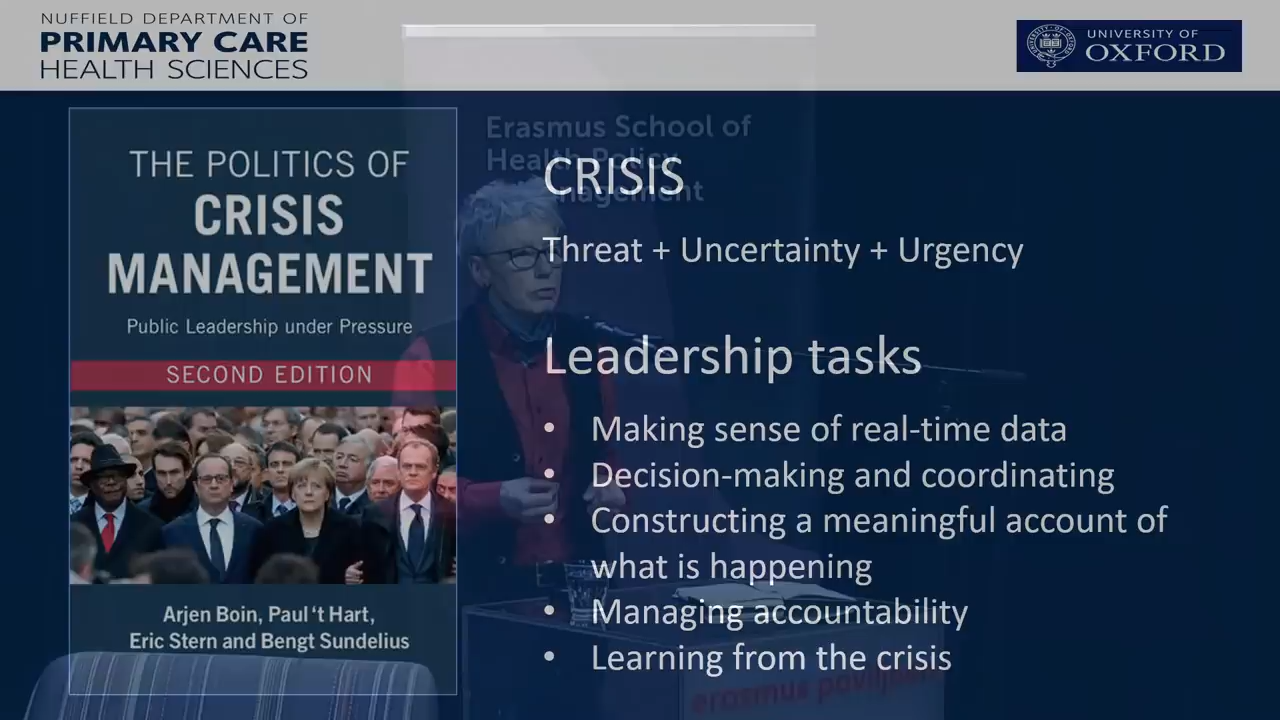 NUFFIELD DEPARTMENT OF
PRIMARY CARE
HEALTH SCIENCES
UNIVERSITY OF
OXFORD
THE POLITICS OF
CRISIS
MANAGEMENT
Public Leadership under Pressure
SECOND EDITION
Arjen Boin, Paul 't Hart,
Eric Stern and Bengt Sundelius
Erasmus School of
Health Policy
Management
CRISIS
Threat + Uncertainty + Urgency
Leadership tasks
• Making sense of real-time data
• Decision-making and coordinating
• Constructing a meaningful account of
what is happening
• Managing accountability
• Learning from the crisis
erasmus paviljoen